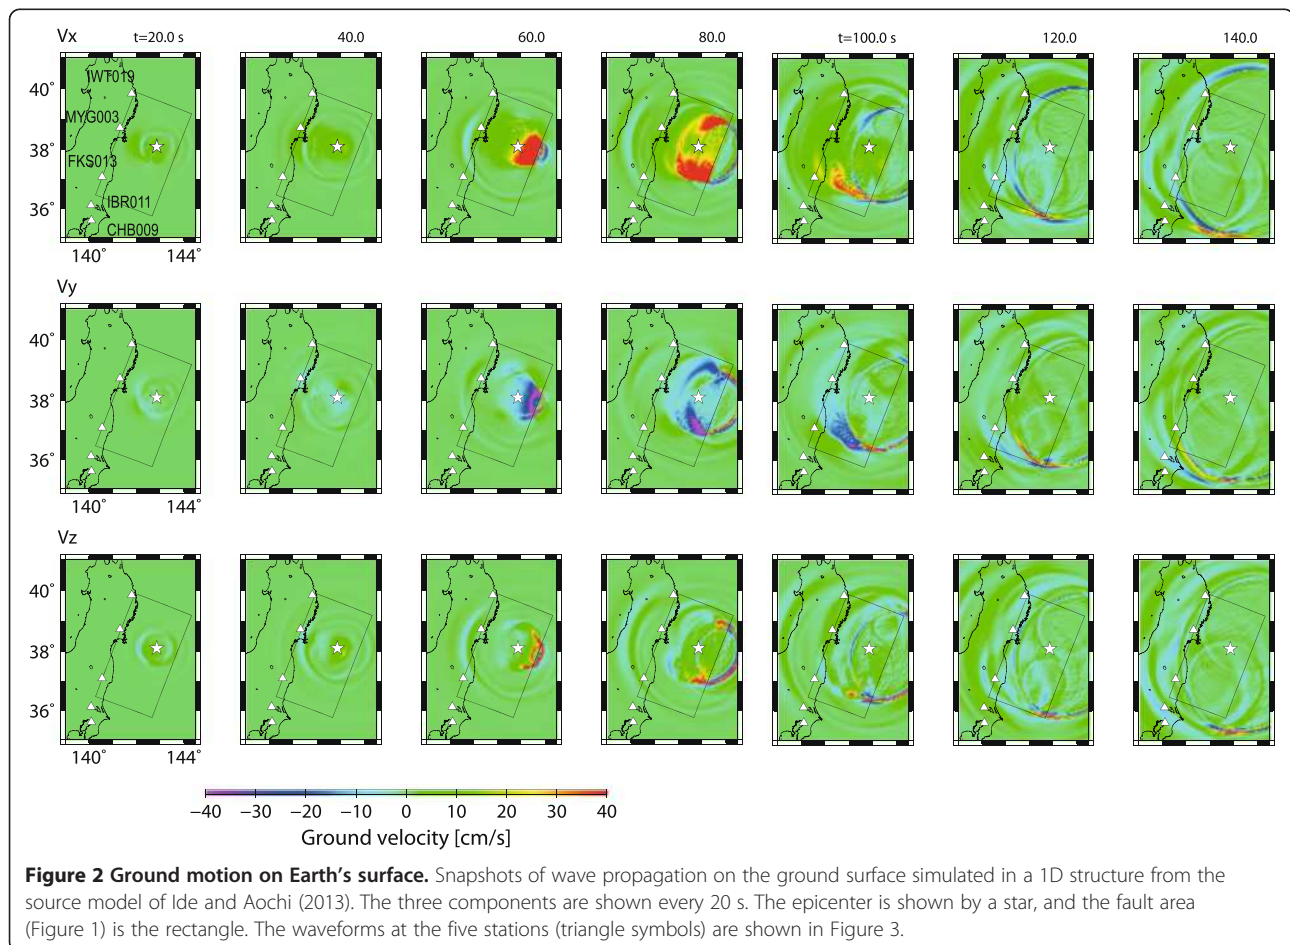 Vx
t=20.0 s 40.0 60.0 80.0 t=100.0 s 120.0 140.0
IWT019
40˚
MYG003
38˚
FKS013
IBR011
36˚
CHB009
140˚ 144˚
Vy
40˚
38˚
36˚
140˚ 144˚
Vz
40˚
38˚
36˚
140˚ 144˚
−40 −30 −20 −10 0 10 20 30 40
Ground velocity [cm/s]
Figure 2 Ground motion on Earth’s surface. Snapshots of wave propagation on the ground surface simulated in a 1D structure from the
source model of Ide and Aochi (2013). The three components are shown every 20 s. The epicenter is shown by a star, and the fault area
(Figure 1) is the rectangle. The waveforms at the five stations (triangle symbols) are shown in Figure 3.